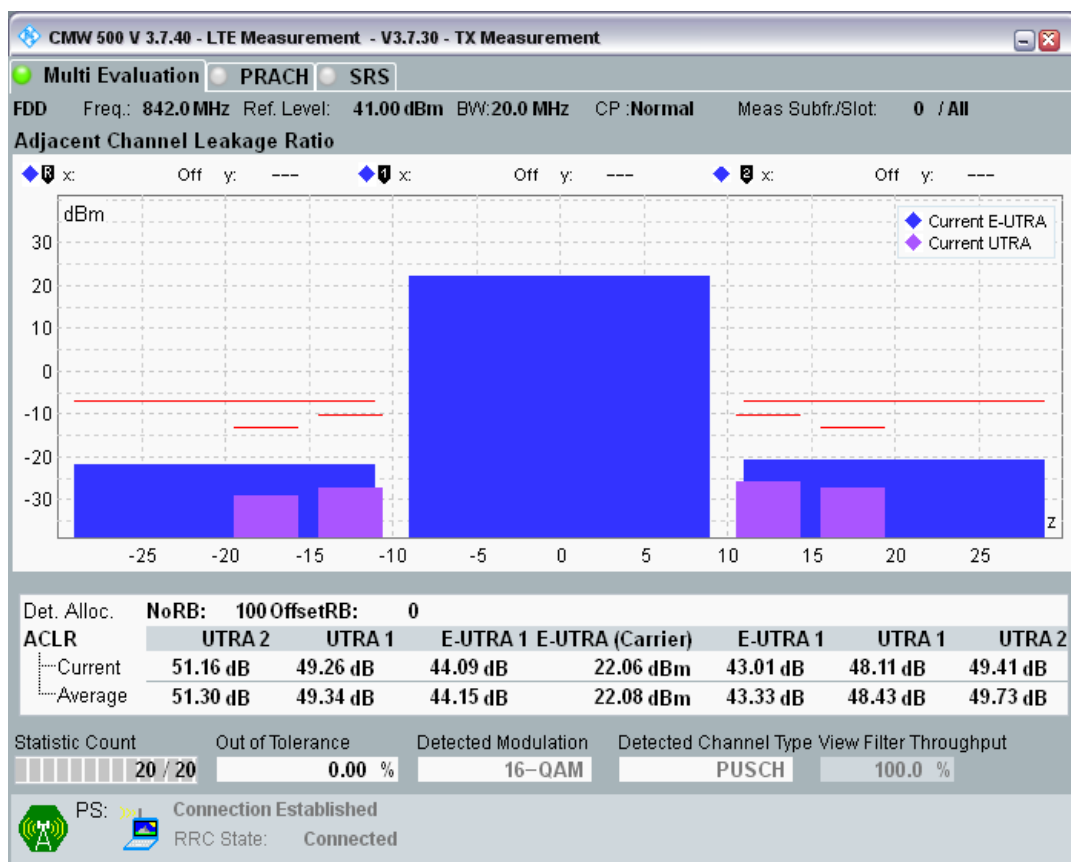 CMW 500 V 3.7.40 - LTE Measurement - V3.7.30 - TX Measurement
Multi Evaluation PRACH SRS
FDD Freq.: 842.0 MHz Ref. Level: 41.00 dBm BW:20.0 MHz CP :Normal Meas Subfr./Slot: 0 / All
Adjacent Channel Leakage Ratio
R x: Off y: --- 1 x: Off y: --- 2 x: Off y: ---
dBm
Current E-UTRA
Current UTRA
30
20
10
0
-10
-20
-30
z
-25 -20 -15 -10 -5 0 5 10 15 20 25
Det. Alloc. NoRB: 100 OffsetRB: 0
ACLR UTRA 2 UTRA 1 E-UTRA 1 E-UTRA (Carrier) E-UTRA 1 UTRA 1 UTRA 2
Current 51.16 dB 49.26 dB 44.09 dB 22.06 dBm 43.01 dB 48.11 dB 49.41 dB
Average 51.30 dB 49.34 dB 44.15 dB 22.08 dBm 43.33 dB 48.43 dB 49.73 dB
Statistic Count Out of Tolerance Detected Modulation Detected Channel Type View Filter Throughput
20 / 20 0.00 % 16-QAM PUSCH 100.0 %
PS: Connection Established
RRC State: Connected